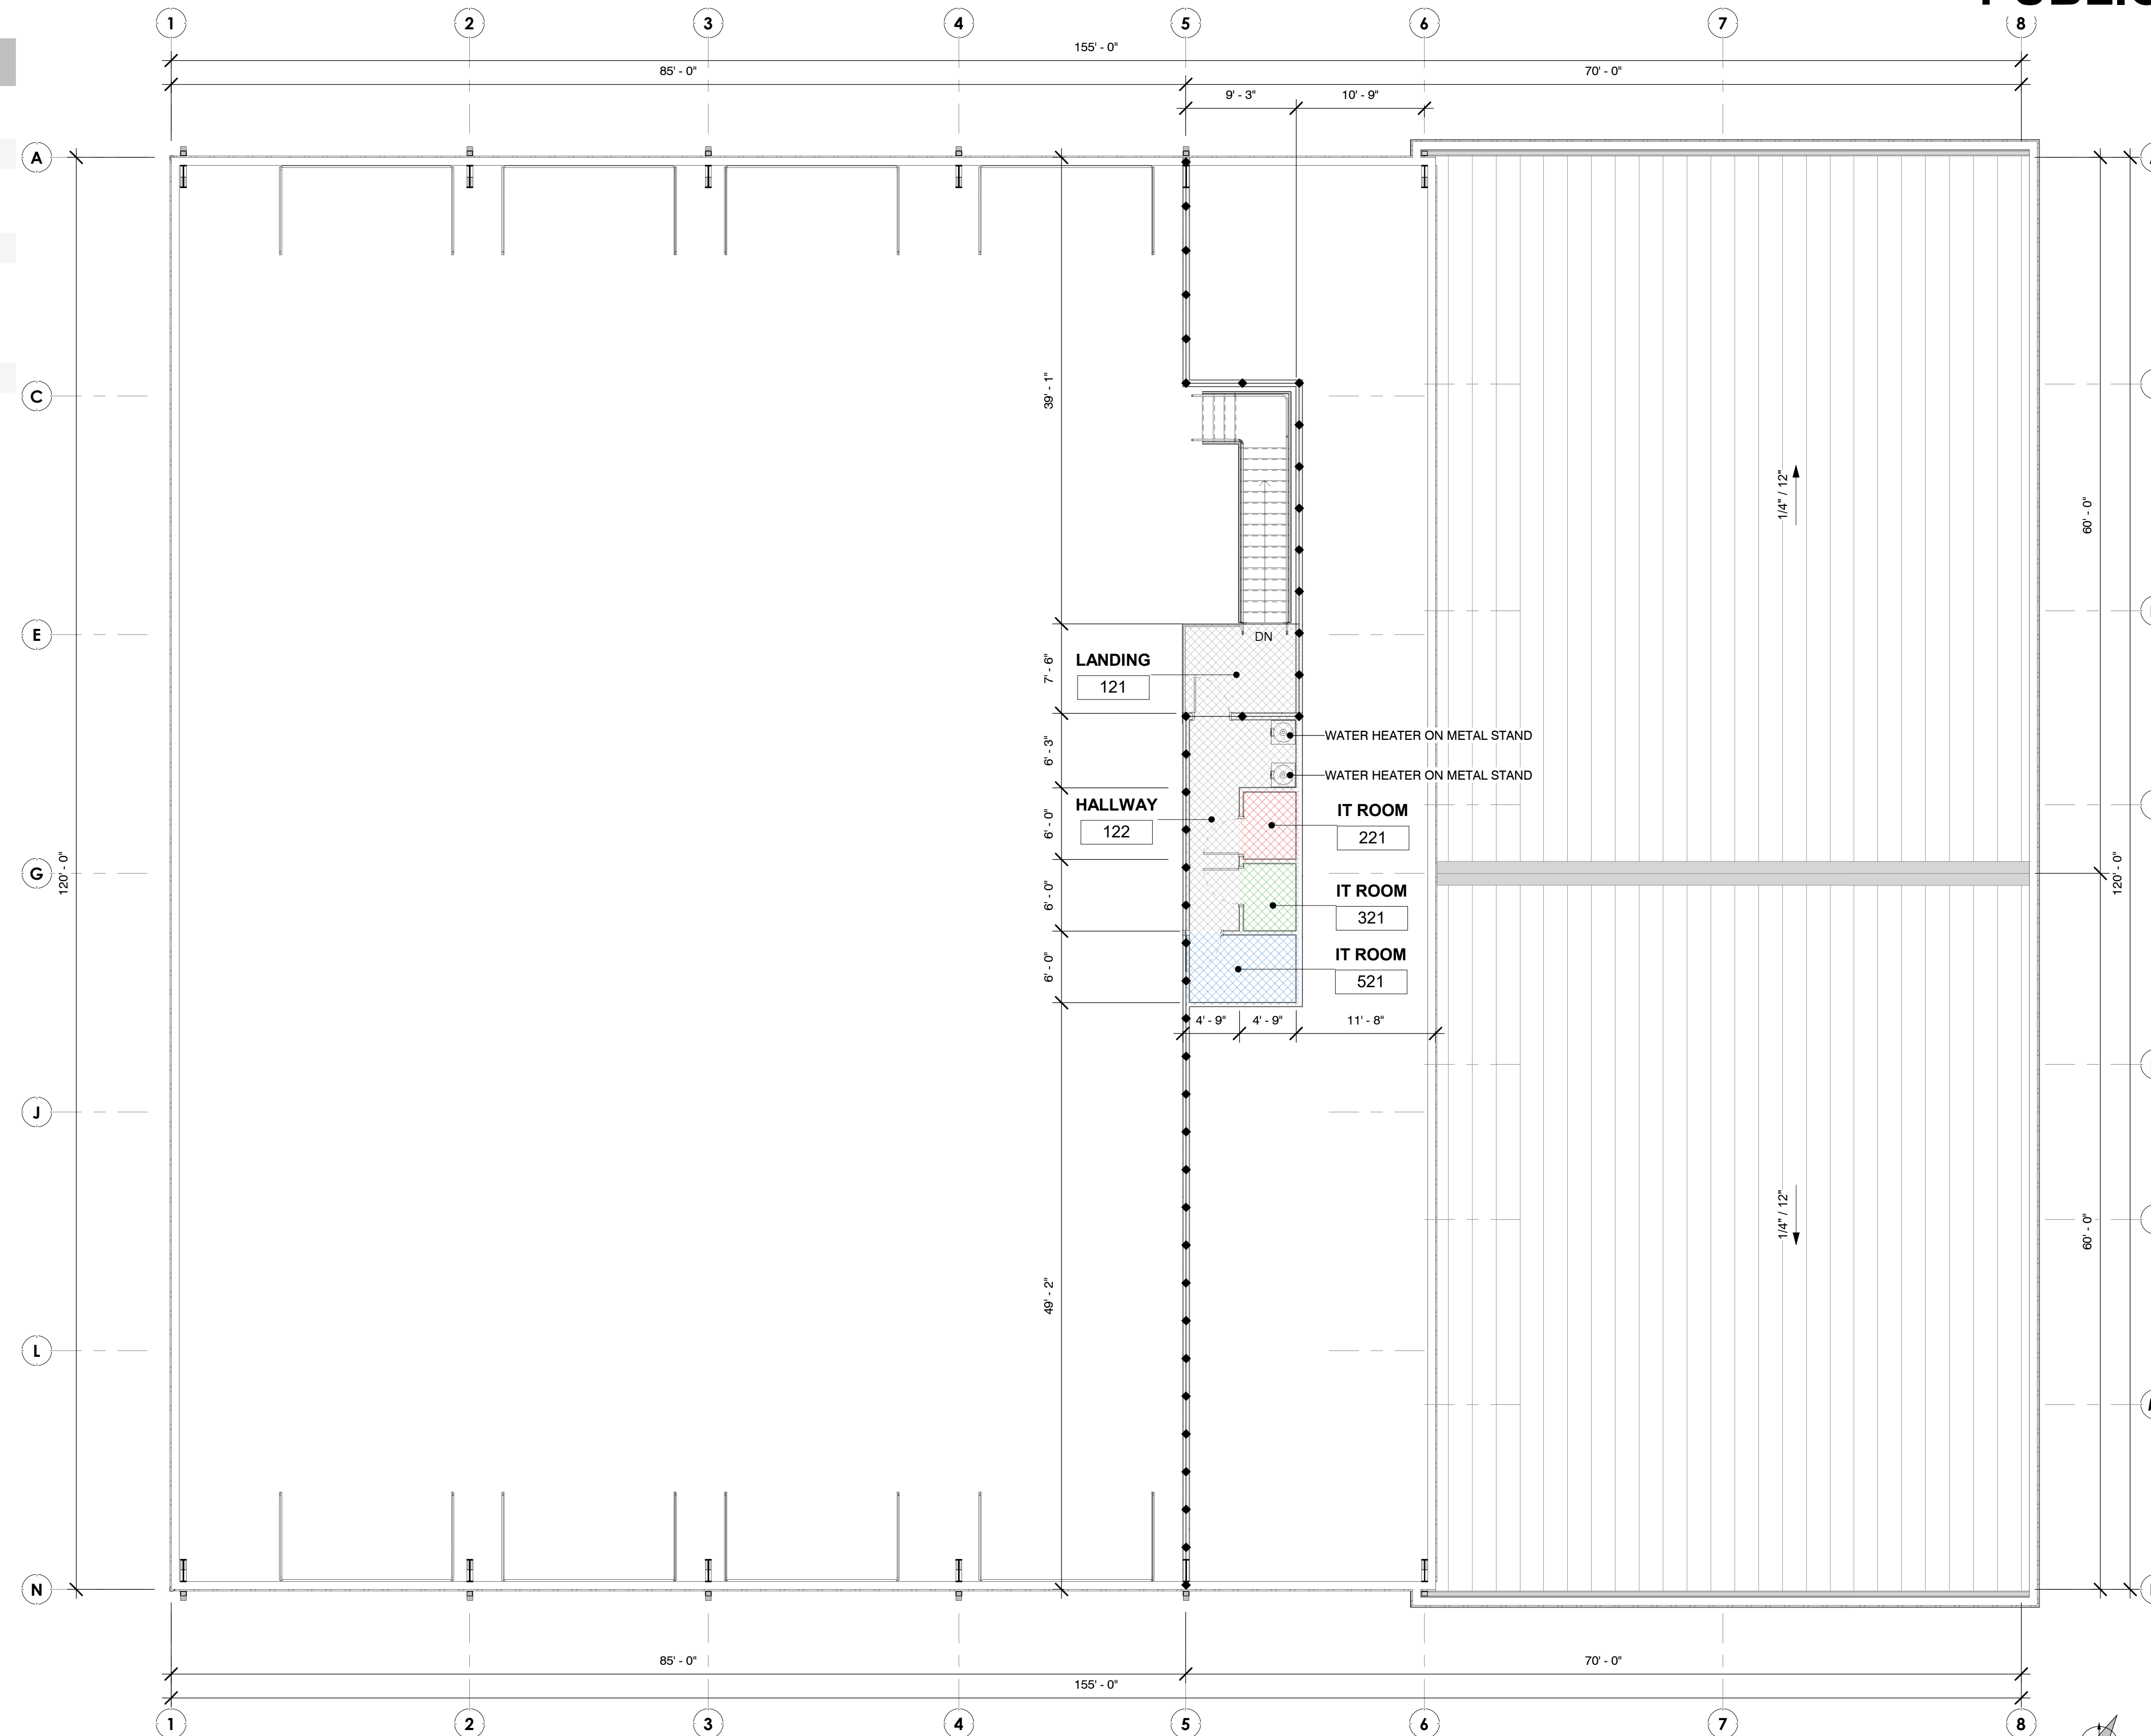 1 2 3 4 5 6 7 8
155' - 0"
85' - 0" 70' - 0"
9' - 3" 10' - 9"
A
C
39' - 1"
1/4" / 12"
60' - 0"
E
DN
LANDING
121
7' - 6"
WATER HEATER ON METAL STAND
6' - 3"
WATER HEATER ON METAL STAND
HALLWAY
122
6' - 0"
IT ROOM
221
G
120' - 0"
120' - 0"
6' - 0"
IT ROOM
321
6' - 0"
IT ROOM
521
4' - 9" 4' - 9" 11' - 8"
J
1/4" / 12"
60' - 0"
49' - 2"
L
N
85' - 0" 70' - 0"
155' - 0"
1 2 3 4 5 6 7 8